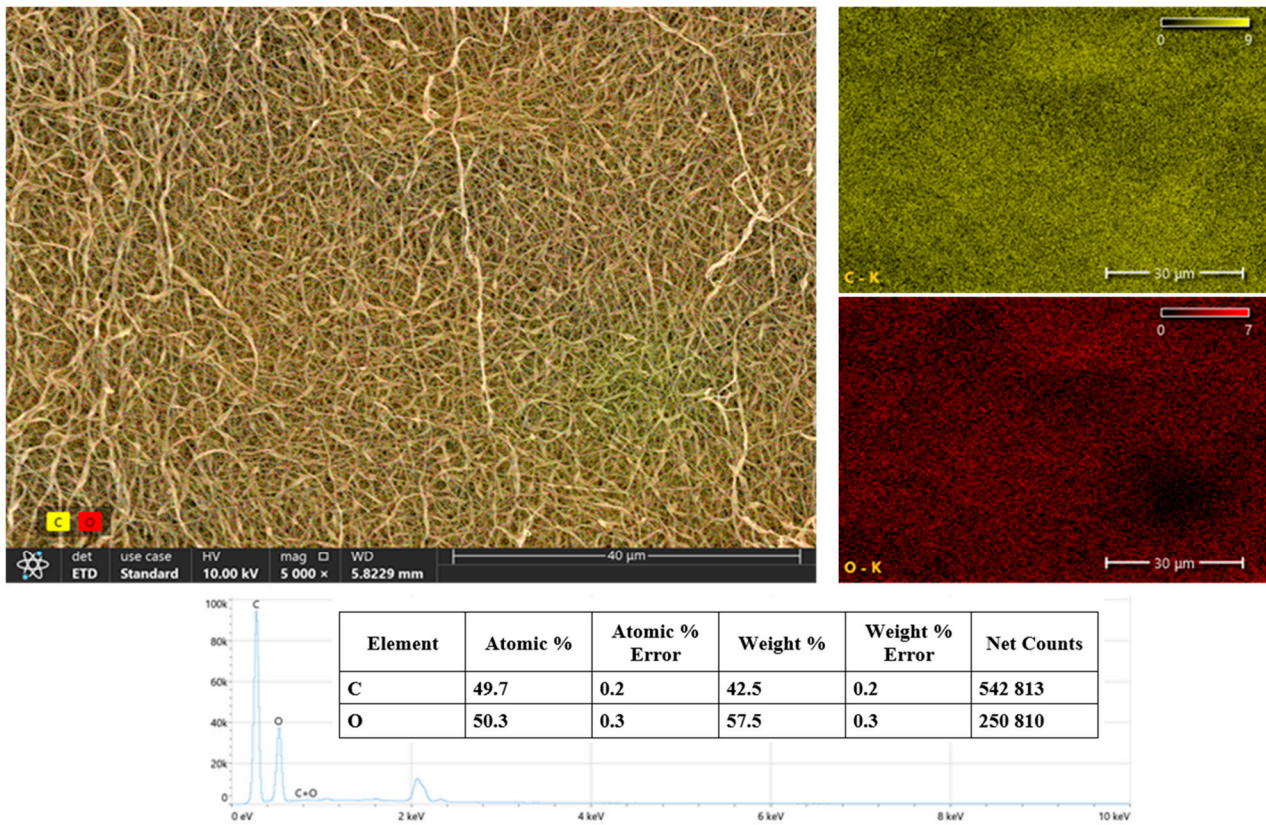 C O
det use case HV mag □ WD
ETD Standard 10.00 kV 5 000 × 5.8229 mm
40 μm
0 9
C - K
30 μm
0 7
O - K
30 μm
100k
80k
60k
40k
20k
0
C
O
C+O
0 eV 2 keV 4 keV 6 keV 8 keV 10 keV
Element Atomic % Atomic % Error Weight % Weight % Error Net Counts
C 49.7 0.2 42.5 0.2 542 813
O 50.3 0.3 57.5 0.3 250 810